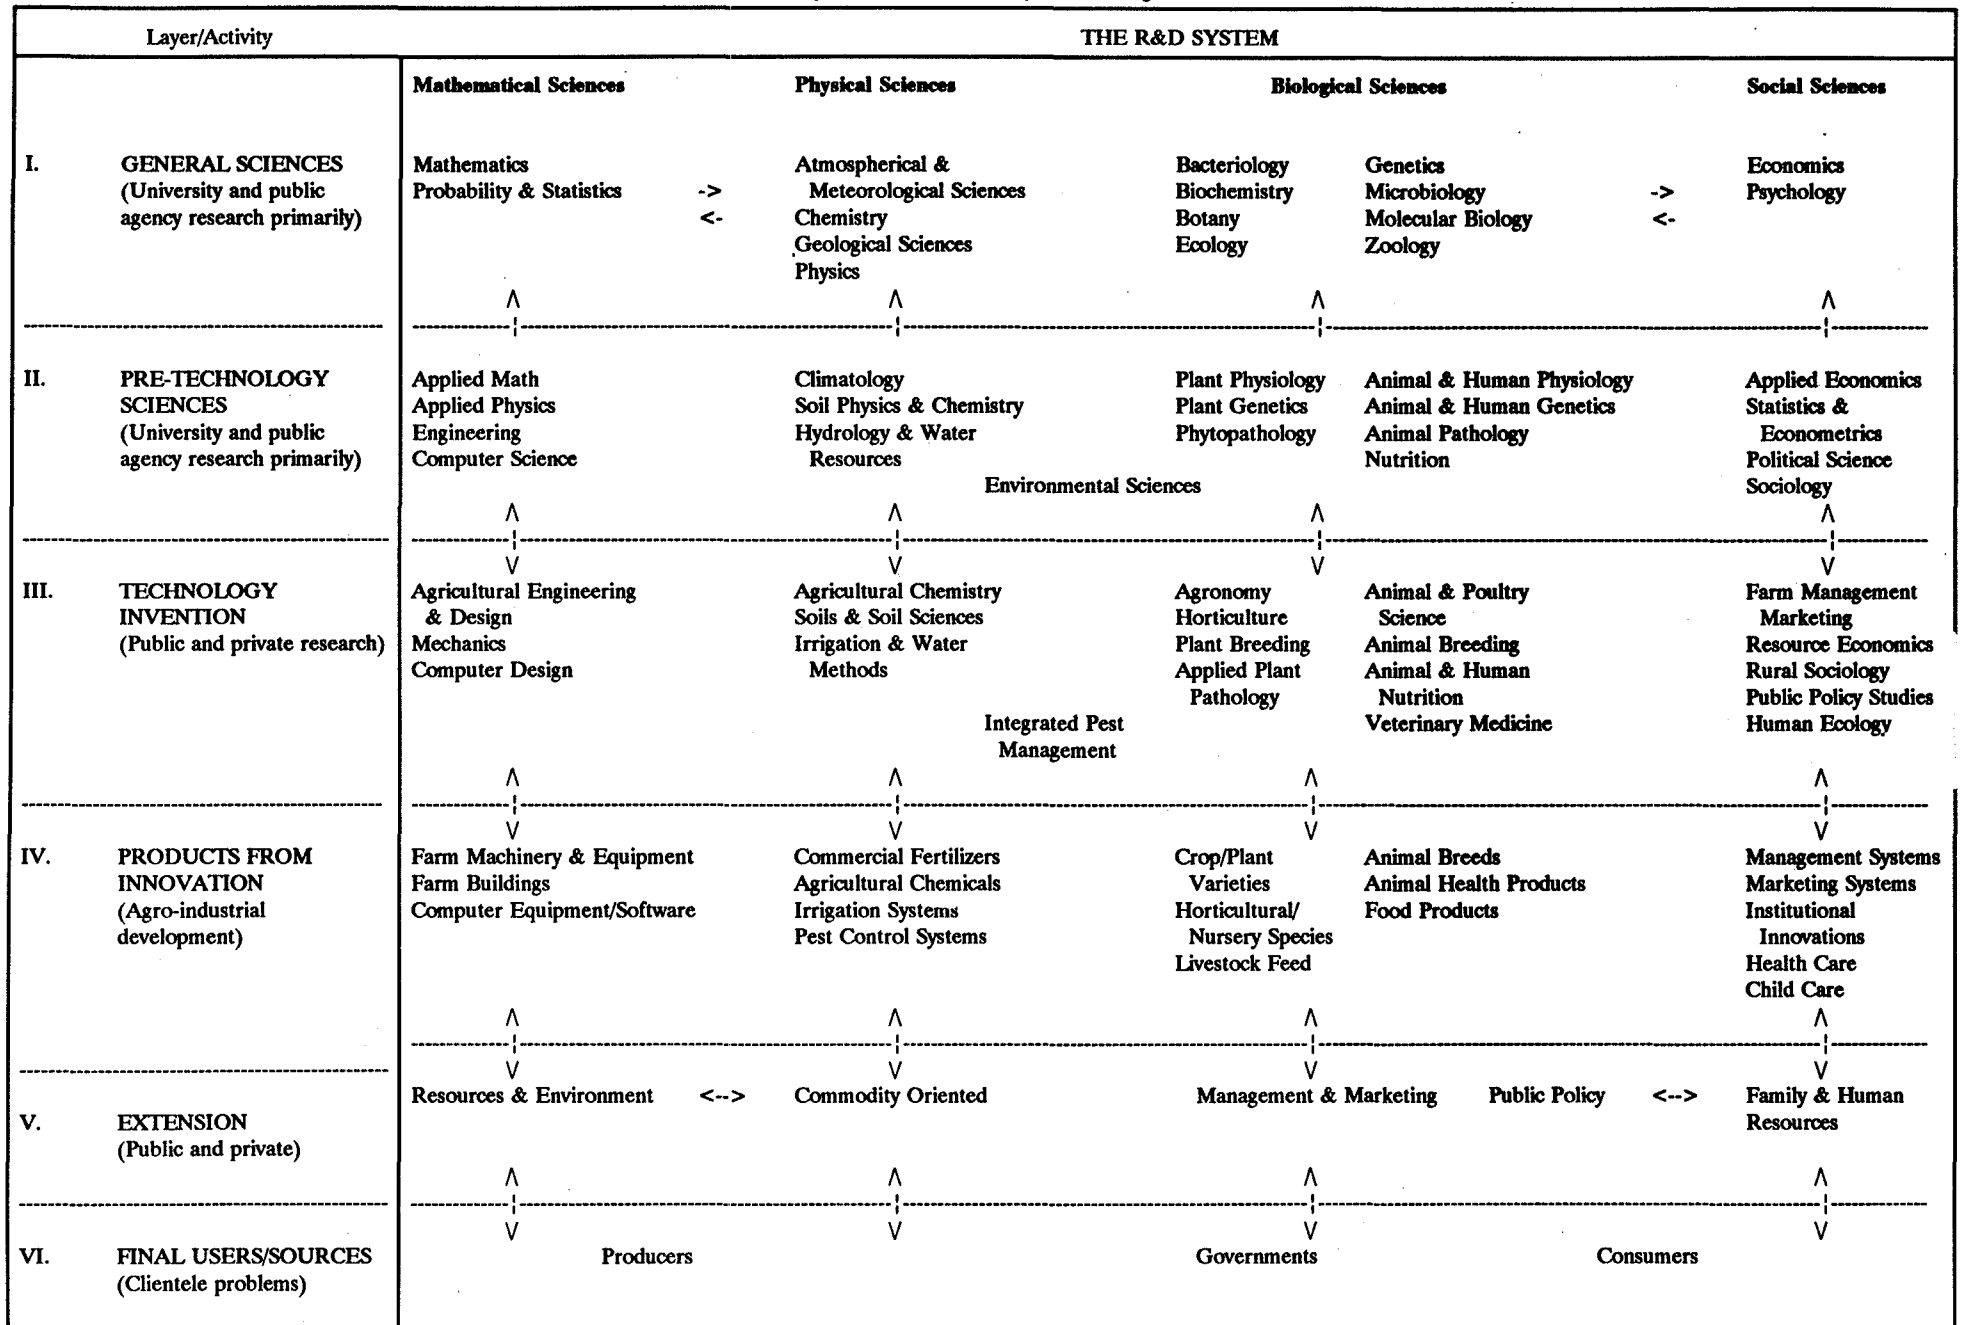 Layer/Activity THE R&D SYSTEM
Mathematical Sciences Physical Sciences Biological Sciences Social Sciences
I. GENERAL SCIENCES Mathematics Atmospherical & Bacteriology Genetics Economics
(University and public Probability & Statistics -> Meteorological Sciences Biochemistry Microbiology -> Psychology
agency research primarily) <- Chemistry Botany Molecular Biology <-
Geological Sciences Ecology Zoology
Physics
II. PRE-TECHNOLOGY Applied Math Climatology Plant Physiology Animal & Human Physiology Applied Economics
SCIENCES Applied Physics Soil Physics & Chemistry Plant Genetics Animal & Human Genetics Statistics &
(University and public Engineering Hydrology & Water Phytopathology Animal Pathology Econometrics
agency research primarily) Computer Science Resources Nutrition Political Science
Environmental Sciences Sociology
III. TECHNOLOGY Agricultural Engineering Agricultural Chemistry Agronomy Animal & Poultry Farm Management
INVENTION & Design Soils & Soil Sciences Horticulture Science Marketing
(Public and private research) Mechanics Irrigation & Water Plant Breeding Animal Breeding Resource Economics
Computer Design Methods Applied Plant Animal & Human Rural Sociology
Pathology Nutrition Public Policy Studies
Integrated Pest Veterinary Medicine Human Ecology
Management
IV. PRODUCTS FROM Farm Machinery & Equipment Commercial Fertilizers Crop/Plant Animal Breeds Management Systems
INNOVATION Farm Buildings Agricultural Chemicals Varieties Animal Health Products Marketing Systems
(Agro-industrial Computer Equipment/Software Irrigation Systems Horticultural/ Food Products Institutional
development) Pest Control Systems Nursery Species Innovations
Livestock Feed Health Care
Child Care
Resources & Environment <--> Commodity Oriented Management & Marketing Public Policy <--> Family & Human
V. EXTENSION Resources
(Public and private)
VI. FINAL USERS/SOURCES Producers Governments Consumers
(Clientele problems)